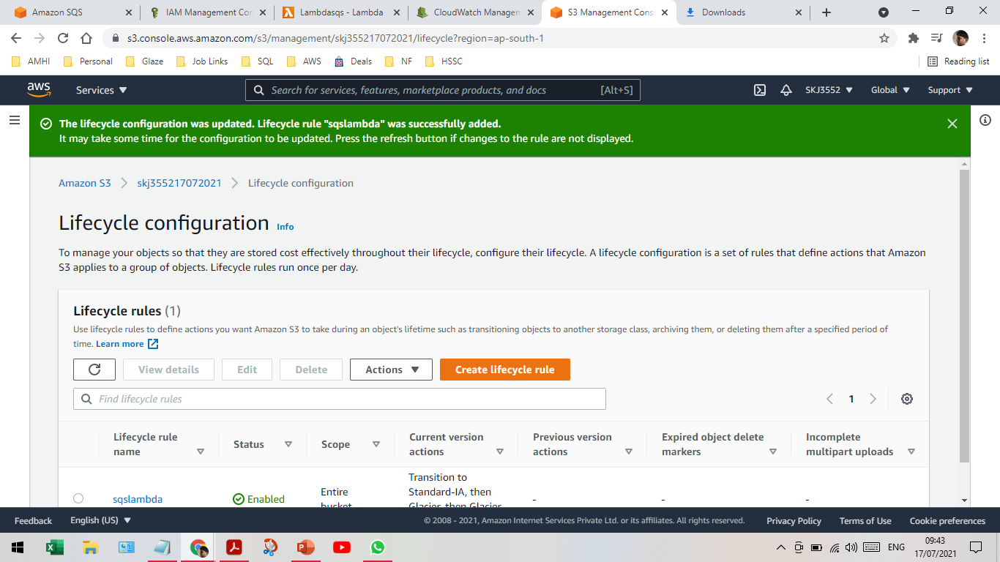 Amazon SQS
IAM Management Con
Lambdasqs - Lambda
CloudWatch Managem
S3 Management Cons
Downloads
s3.console.aws.amazon.com/s3/management/skj355217072021/lifecycle?region=ap-south-1
AMHI
Personal
Glaze
Job Links
SQL
AWS
Deals
NF
HSSC
Reading list
aws
Services
Search for services, features, marketplace products, and docs
[Alt+S]
SKJ3552
Global
Support
The lifecycle configuration was updated. Lifecycle rule "sqslambda" was successfully added.
It may take some time for the configuration to be updated. Press the refresh button if changes to the rule are not displayed.
Amazon S3
skj355217072021
Lifecycle configuration
Lifecycle configuration Info
To manage your objects so that they are stored cost effectively throughout their lifecycle, configure their lifecycle. A lifecycle configuration is a set of rules that define actions that Amazon
S3 applies to a group of objects. Lifecycle rules run once per day.
Lifecycle rules (1)
Use lifecycle rules to define actions you want Amazon S3 to take during an object's lifetime such as transitioning objects to another storage class, archiving them, or deleting them after a specified period of
time. Learn more
View details
Edit
Delete
Actions
Create lifecycle rule
Find lifecycle rules
1
Lifecycle rule
name
Status
Scope
Current version
actions
Previous version
actions
Expired object delete
markers
Incomplete
multipart uploads
sqslambda
Enabled
Entire
bucket
Transition to
Standard-IA, then
Glacier, then Glacier
-
-
-
Feedback
English (US)
© 2008 - 2021, Amazon Internet Services Private Ltd. or its affiliates. All rights reserved.
Privacy Policy
Terms of Use
Cookie preferences
ENG
09:43
17/07/2021